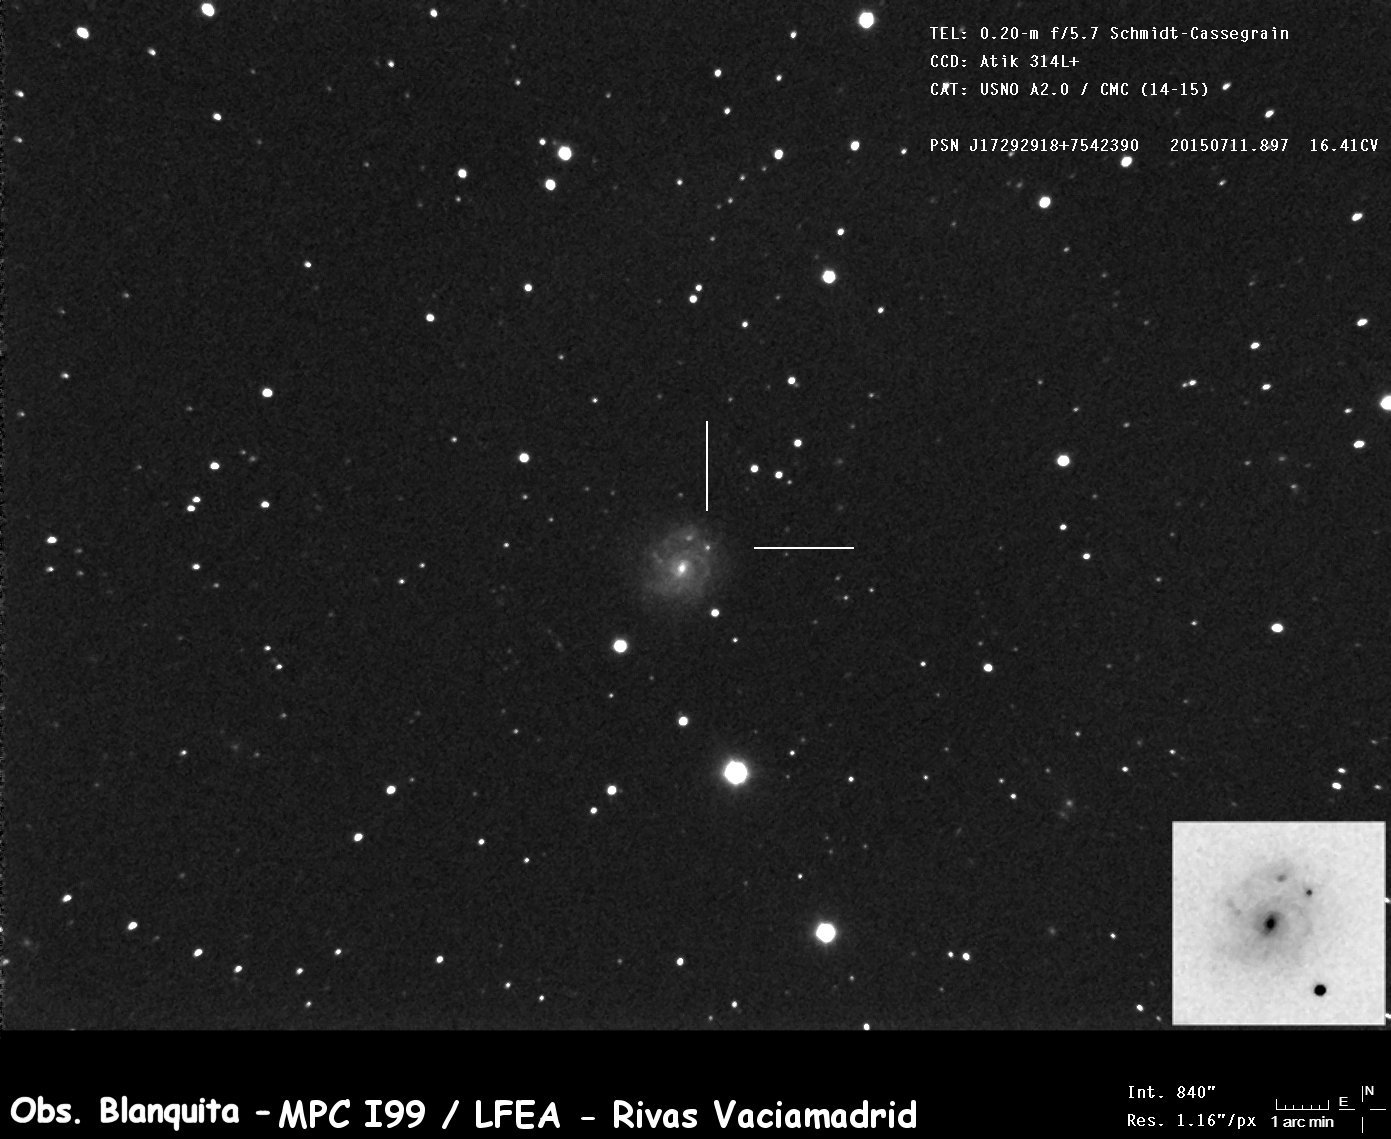 TEL: 0.20-m f/5.7 Schmidt-Cassegrain
CCD: Atik 314L+
CAT: USNO A2.0 / CMC (14-15)
PSN J17292918+7542390 20150711.897 16.41CV
Obs. Blanquita - MPC I99 / LFEA - Rivas Vaciamadrid
Int. 840”
Res. 1.16”/px
1 arc min
E
N